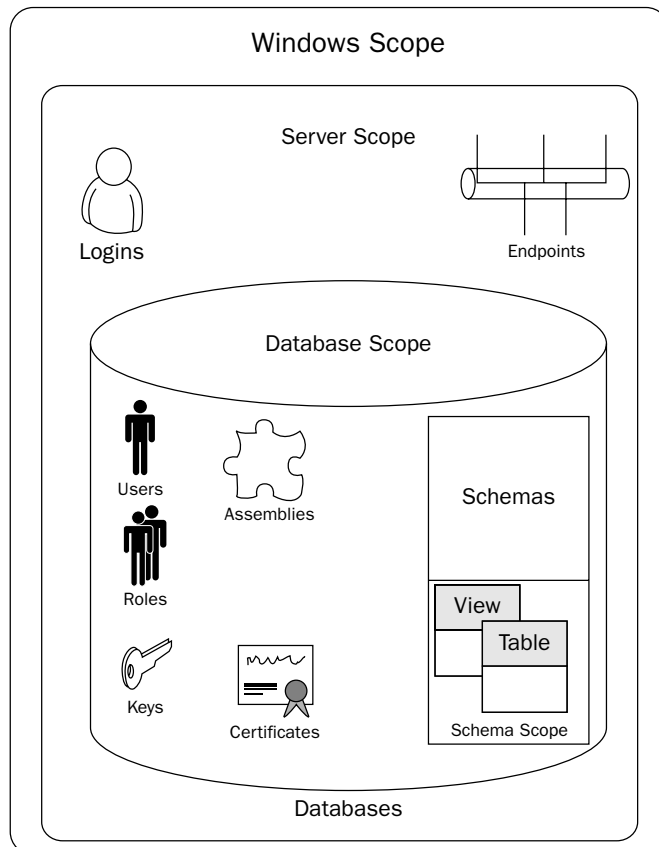 Windows Scope
Server Scope
Logins
Endpoints
Database Scope
Users
Assemblies
Schemas
Roles
View
Table
Keys
Certificates
Schema Scope
Databases